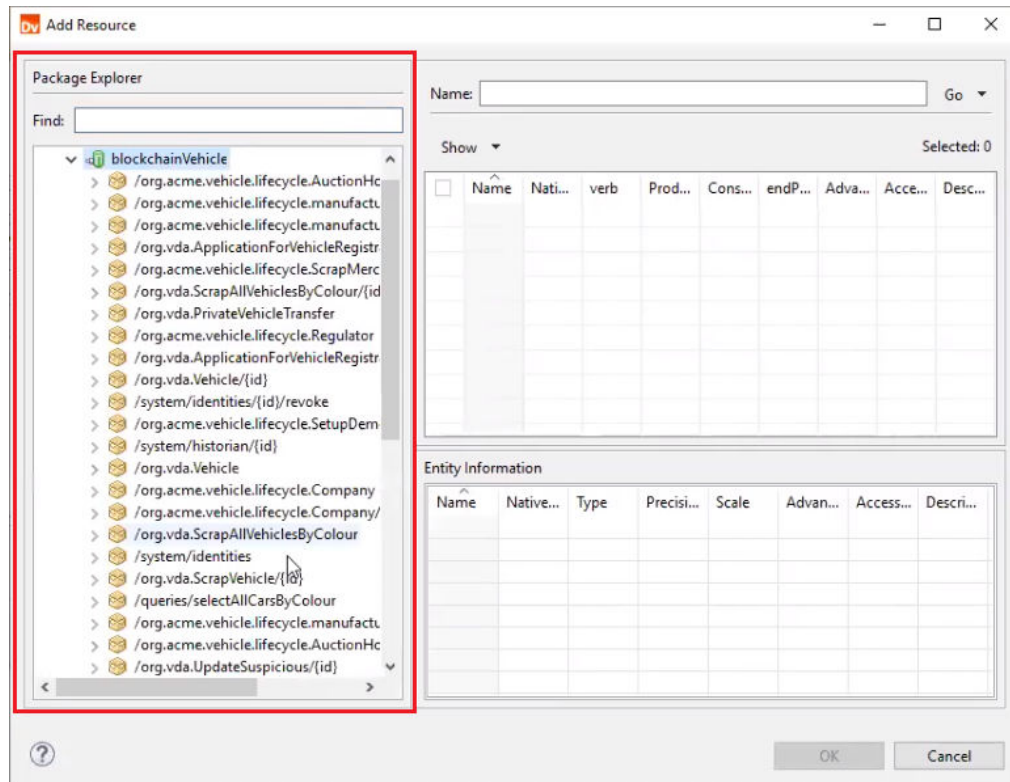 Dv Add Resource
Package Explorer
Find:
blockchainVehicle
/org.acme.vehicle.lifecycle.AuctionHc
/org.acme.vehicle.lifecycle.manufactu
/org.acme.vehicle.lifecycle.manufactu
/org.vda.ApplicationForVehicleRegistr
/org.acme.vehicle.lifecycle.ScrapMerc
/org.vda.ScrapAllVehiclesByColour/{id
/org.vda.PrivateVehicleTransfer
/org.acme.vehicle.lifecycle.Regulator
/org.vda.ApplicationForVehicleRegistr
/org.vda.Vehicle/{id}
/system/identities/{id}/revoke
/org.acme.vehicle.lifecycle.SetupDem
/system/historian/{id}
/org.vda.Vehicle
/org.acme.vehicle.lifecycle.Company
/org.acme.vehicle.lifecycle.Company/
/org.vda.ScrapAllVehiclesByColour
/system/identities
/org.vda.ScrapVehicle/{id}
/queries/selectAllCarsByColour
/org.acme.vehicle.lifecycle.manufactu
/org.acme.vehicle.lifecycle.AuctionHc
/org.vda.UpdateSuspicious/{id}
Name: Go
Show Selected: 0
Name Nati... verb Prod... Cons... endP... Adva... Acce... Desc...
Entity Information
Name Native... Type Precisi... Scale Advan... Access... Descri...
? OK Cancel